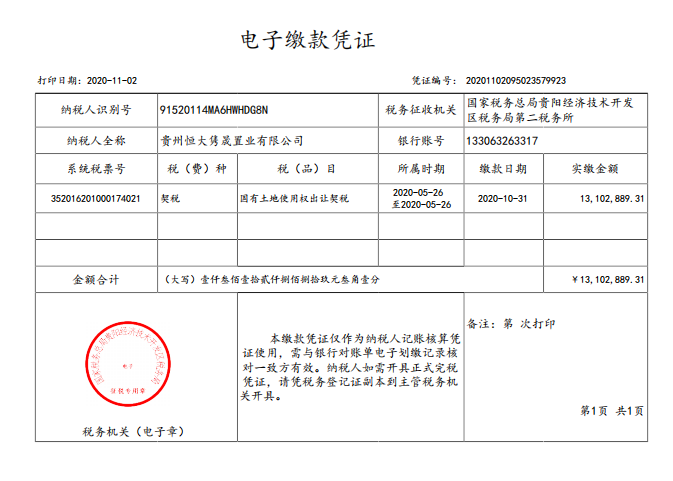 电子缴款凭证
打印日期：2020-11-02
凭证编号： 20201102095023579923
纳税人识别号
91520114MA6HWHDG8N
税务征收机关
国家税务总局贵阳经济技术开发
区税务局第二税务所
纳税人全称
贵州恒大隽晟置业有限公司
银行账号
133063263317
系统税票号
税（费）种
税（品）目
所属时期
缴款日期
实缴金额
352016201000174021
契税
国有土地使用权出让契税
2020-05-26
至2020-05-26
2020-10-31
13,102,889.31
金额合计
（大写）壹仟叁佰壹拾贰仟捌佰捌拾玖元叁角壹分
￥13,102,889.31
电子
征税专用章
税务机关（电子章）
本缴款凭证仅作为纳税人记账核算凭
证使用，需与银行对账单电子划缴记录核
对一致方有效。纳税人如需开具正式完税
凭证，请凭税务登记证副本到主管税务机
关开具。
备注：第 次打印
第1页 共1页